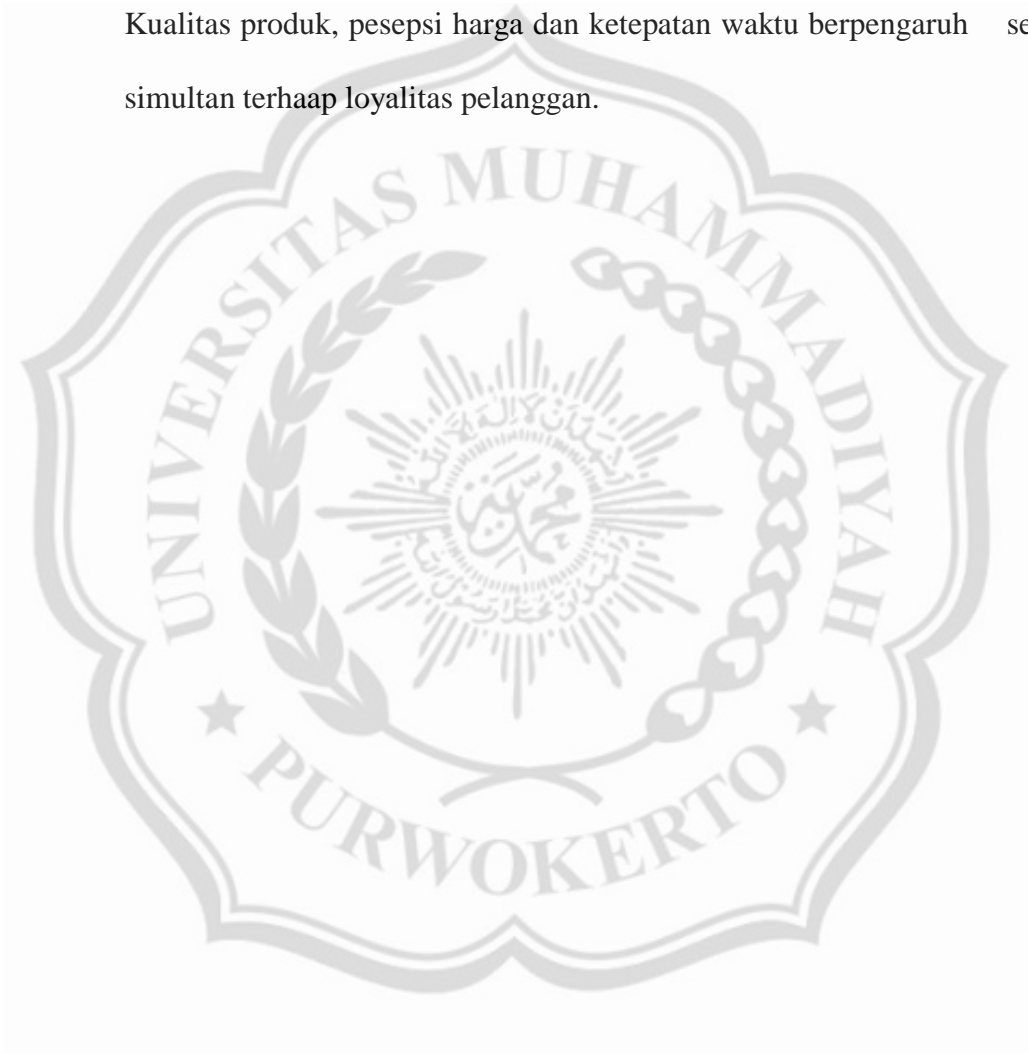 Kualitas produk, pesepsi harga dan ketepatan waktu berpengaruh se
simultan terhaap loyalitas pelanggan.
UNIVERSITAS MUHAMMADIYAH
PURWOKERTO